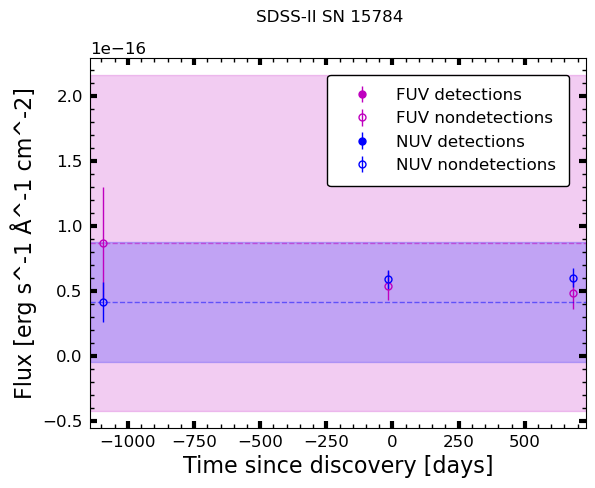 SDSS-II SN 15784
1e−16
FUV detections
FUV nondetections
NUV detections
NUV nondetections
2.0
1.5
1.0
0.5
0.0
−0.5
Flux [erg s^-1 Å^-1 cm^-2]
−1000 −750 −500 −250 0 250 500
Time since discovery [days]